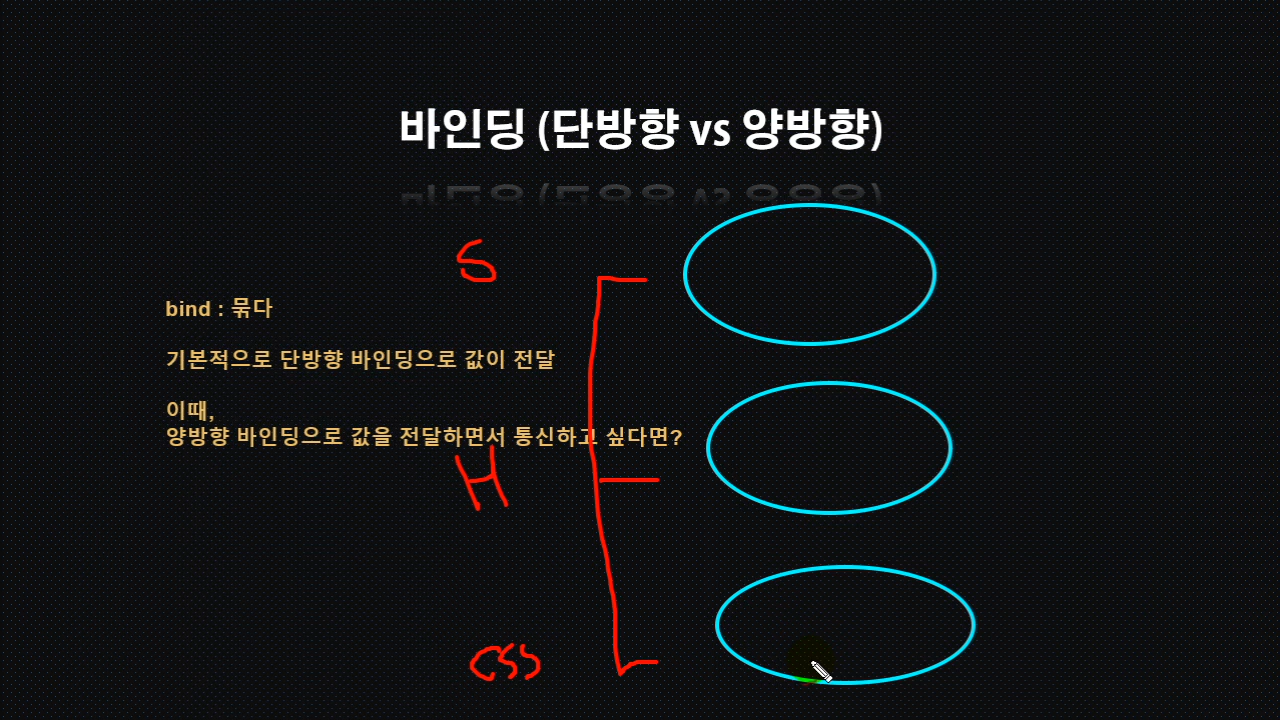 바인딩 (단방향 vs 양방향)
S
bind : 묶다
기본적으로 단방향 바인딩으로 값이 전달
이때,
양방향 바인딩으로 값을 전달하면서 통신하고 싶다면?
H
CSS